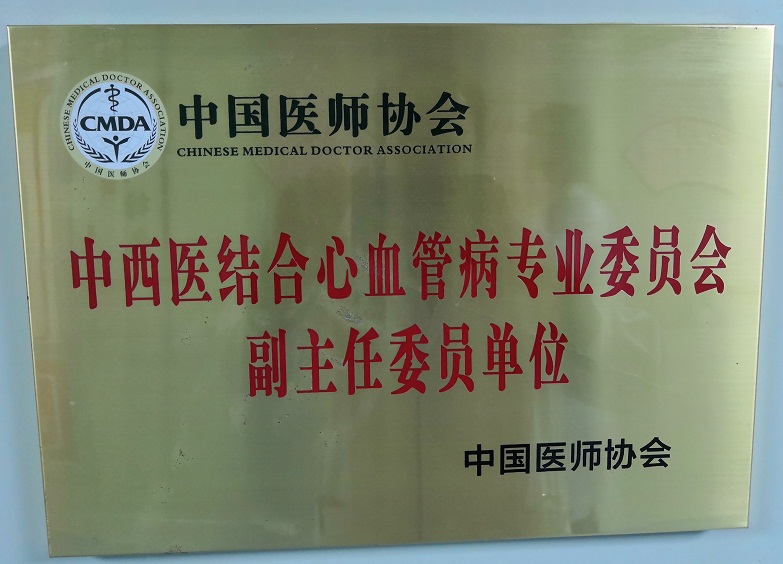 CHINESE MEDICAL DOCTOR ASSOCIATION
CMDA
中国医师协会
中国医师协会
CHINESE MEDICAL DOCTOR ASSOCIATION
中西医结合心血管病专业委员会
副主任委员单位
中国医师协会